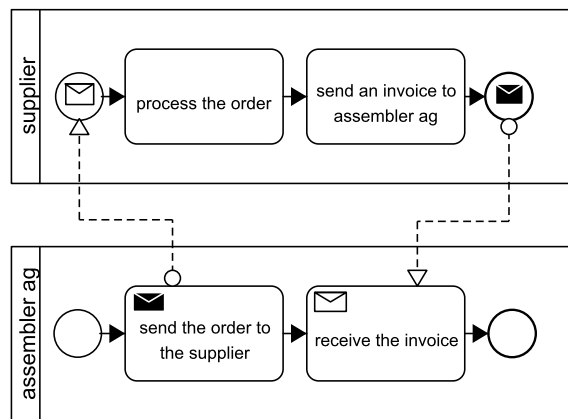 supplier
process the order
send an invoice to
assembler ag
assembler ag
send the order to
the supplier
receive the invoice